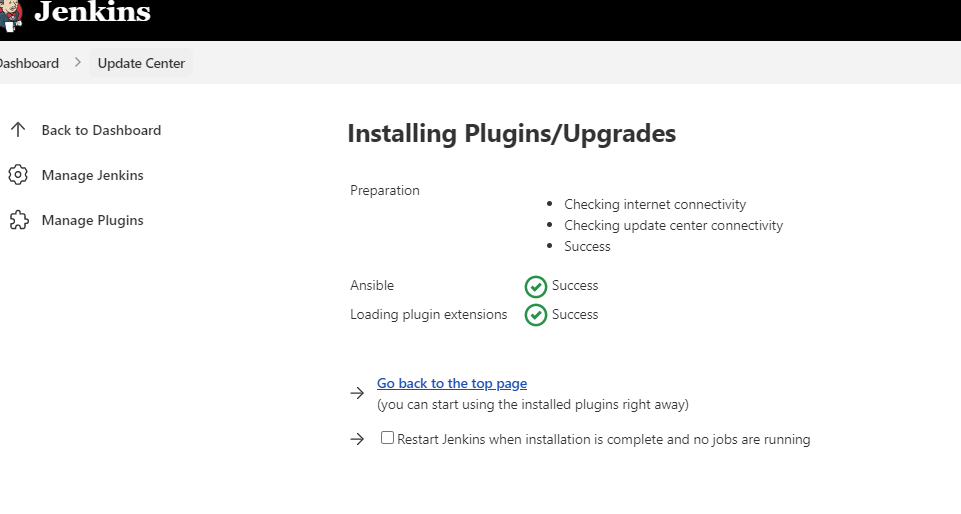 Jenkins
Dashboard > Update Center
Back to Dashboard
Manage Jenkins
Manage Plugins
Installing Plugins/Upgrades
Preparation
Checking internet connectivity
Checking update center connectivity
Success
Ansible Success
Loading plugin extensions Success
Go back to the top page
(you can start using the installed plugins right away)
Restart Jenkins when installation is complete and no jobs are running